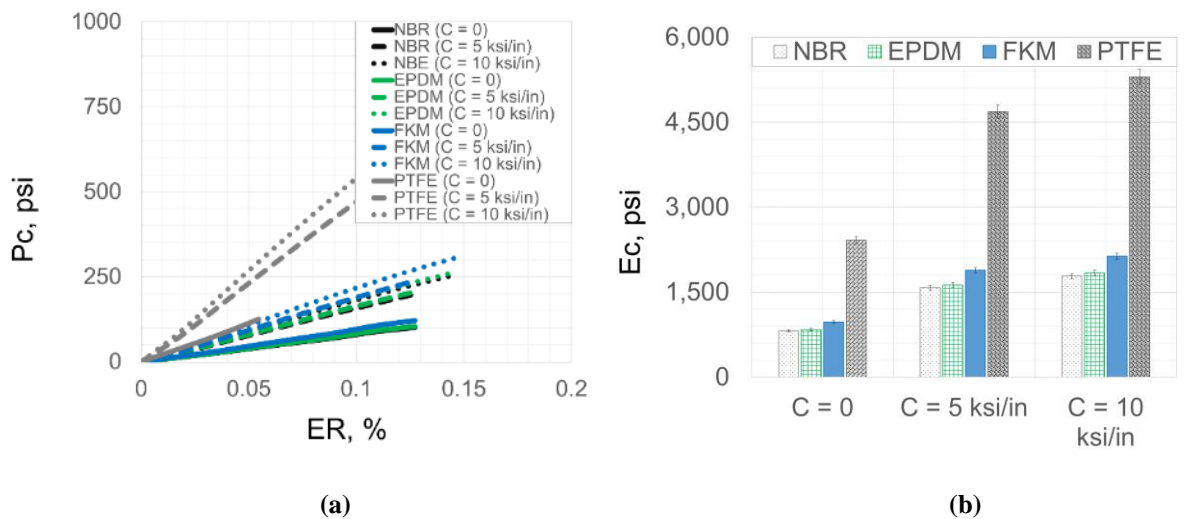 1000
750
500
250
0
Pc, psi
NBR (C = 0)
NBR (C = 5 ksi/in)
NBE (C = 10 ksi/in)
EPDM (C = 0)
EPDM (C = 5 ksi/in)
EPDM (C = 10 ksi/in)
FKM (C = 0)
FKM (C = 5 ksi/in)
FKM (C = 10 ksi/in)
PTFE (C = 0)
PTFE (C = 5 ksi/in)
PTFE (C = 10 ksi/in)
0 0.05 0.1 0.15 0.2
ER, %
(a)
6,000
4,500
3,000
1,500
0
Ec, psi
NBR EPDM FKM PTFE
C = 0 C = 5 ksi/in C = 10
ksi/in
(b)